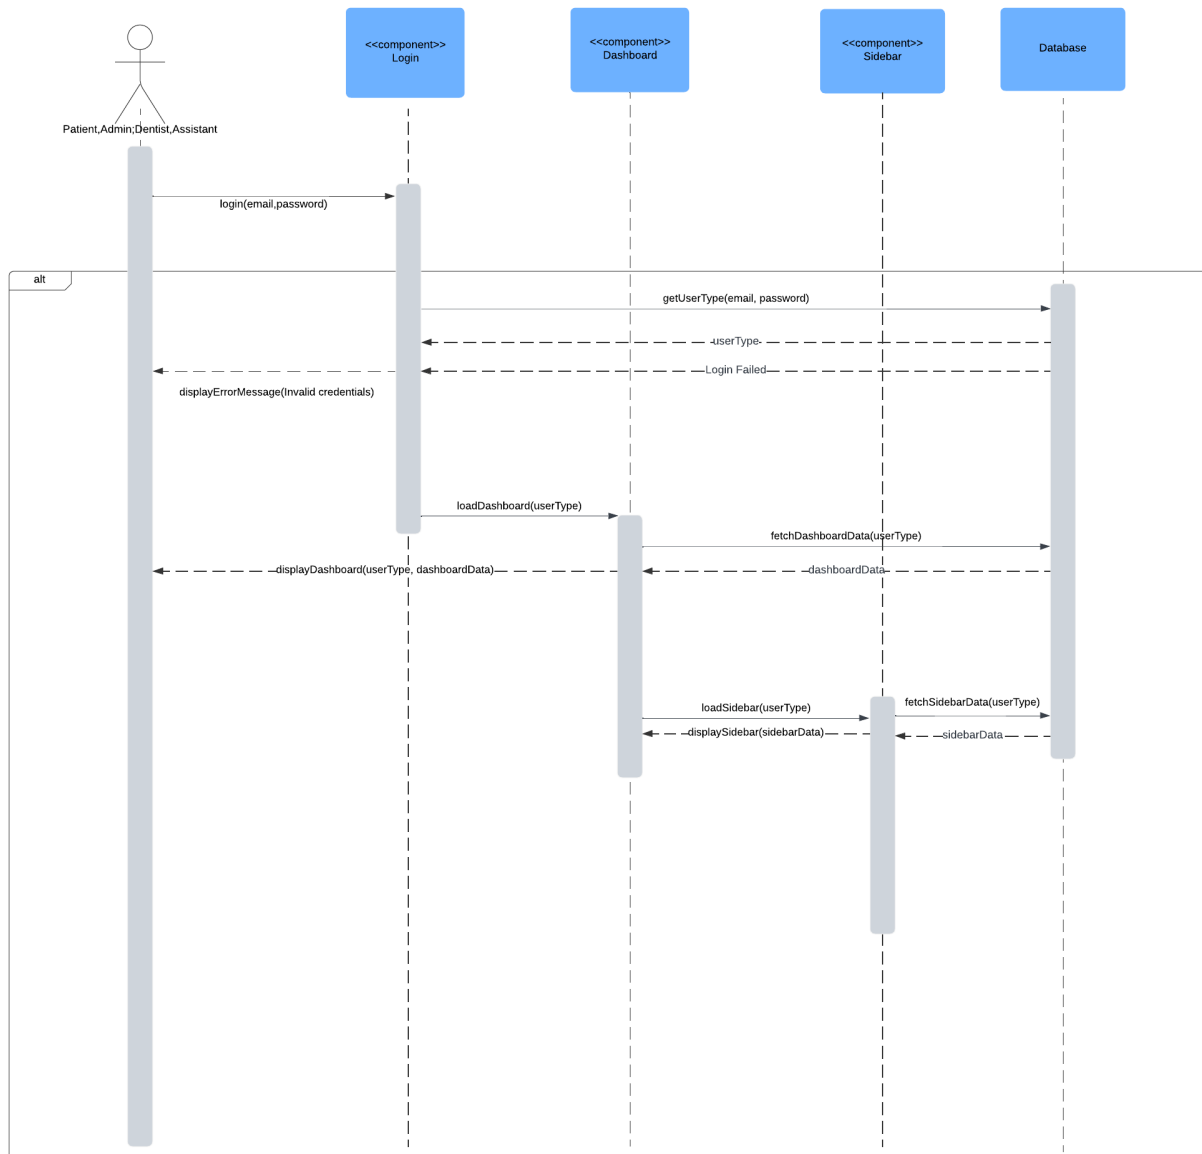 <<component>>
Login
<<component>>
Dashboard
<<component>>
Sidebar
Database
Patient,Admin;Dentist,Assistant
login(email,password)
alt
getUserType(email, password)
userType
Login Failed
displayErrorMessage(Invalid credentials)
loadDashboard(userType)
fetchDashboardData(userType)
displayDashboard(userType, dashboardData)
dashboardData
loadSidebar(userType)
fetchSidebarData(userType)
displaySidebar(sidebarData)
sidebarData